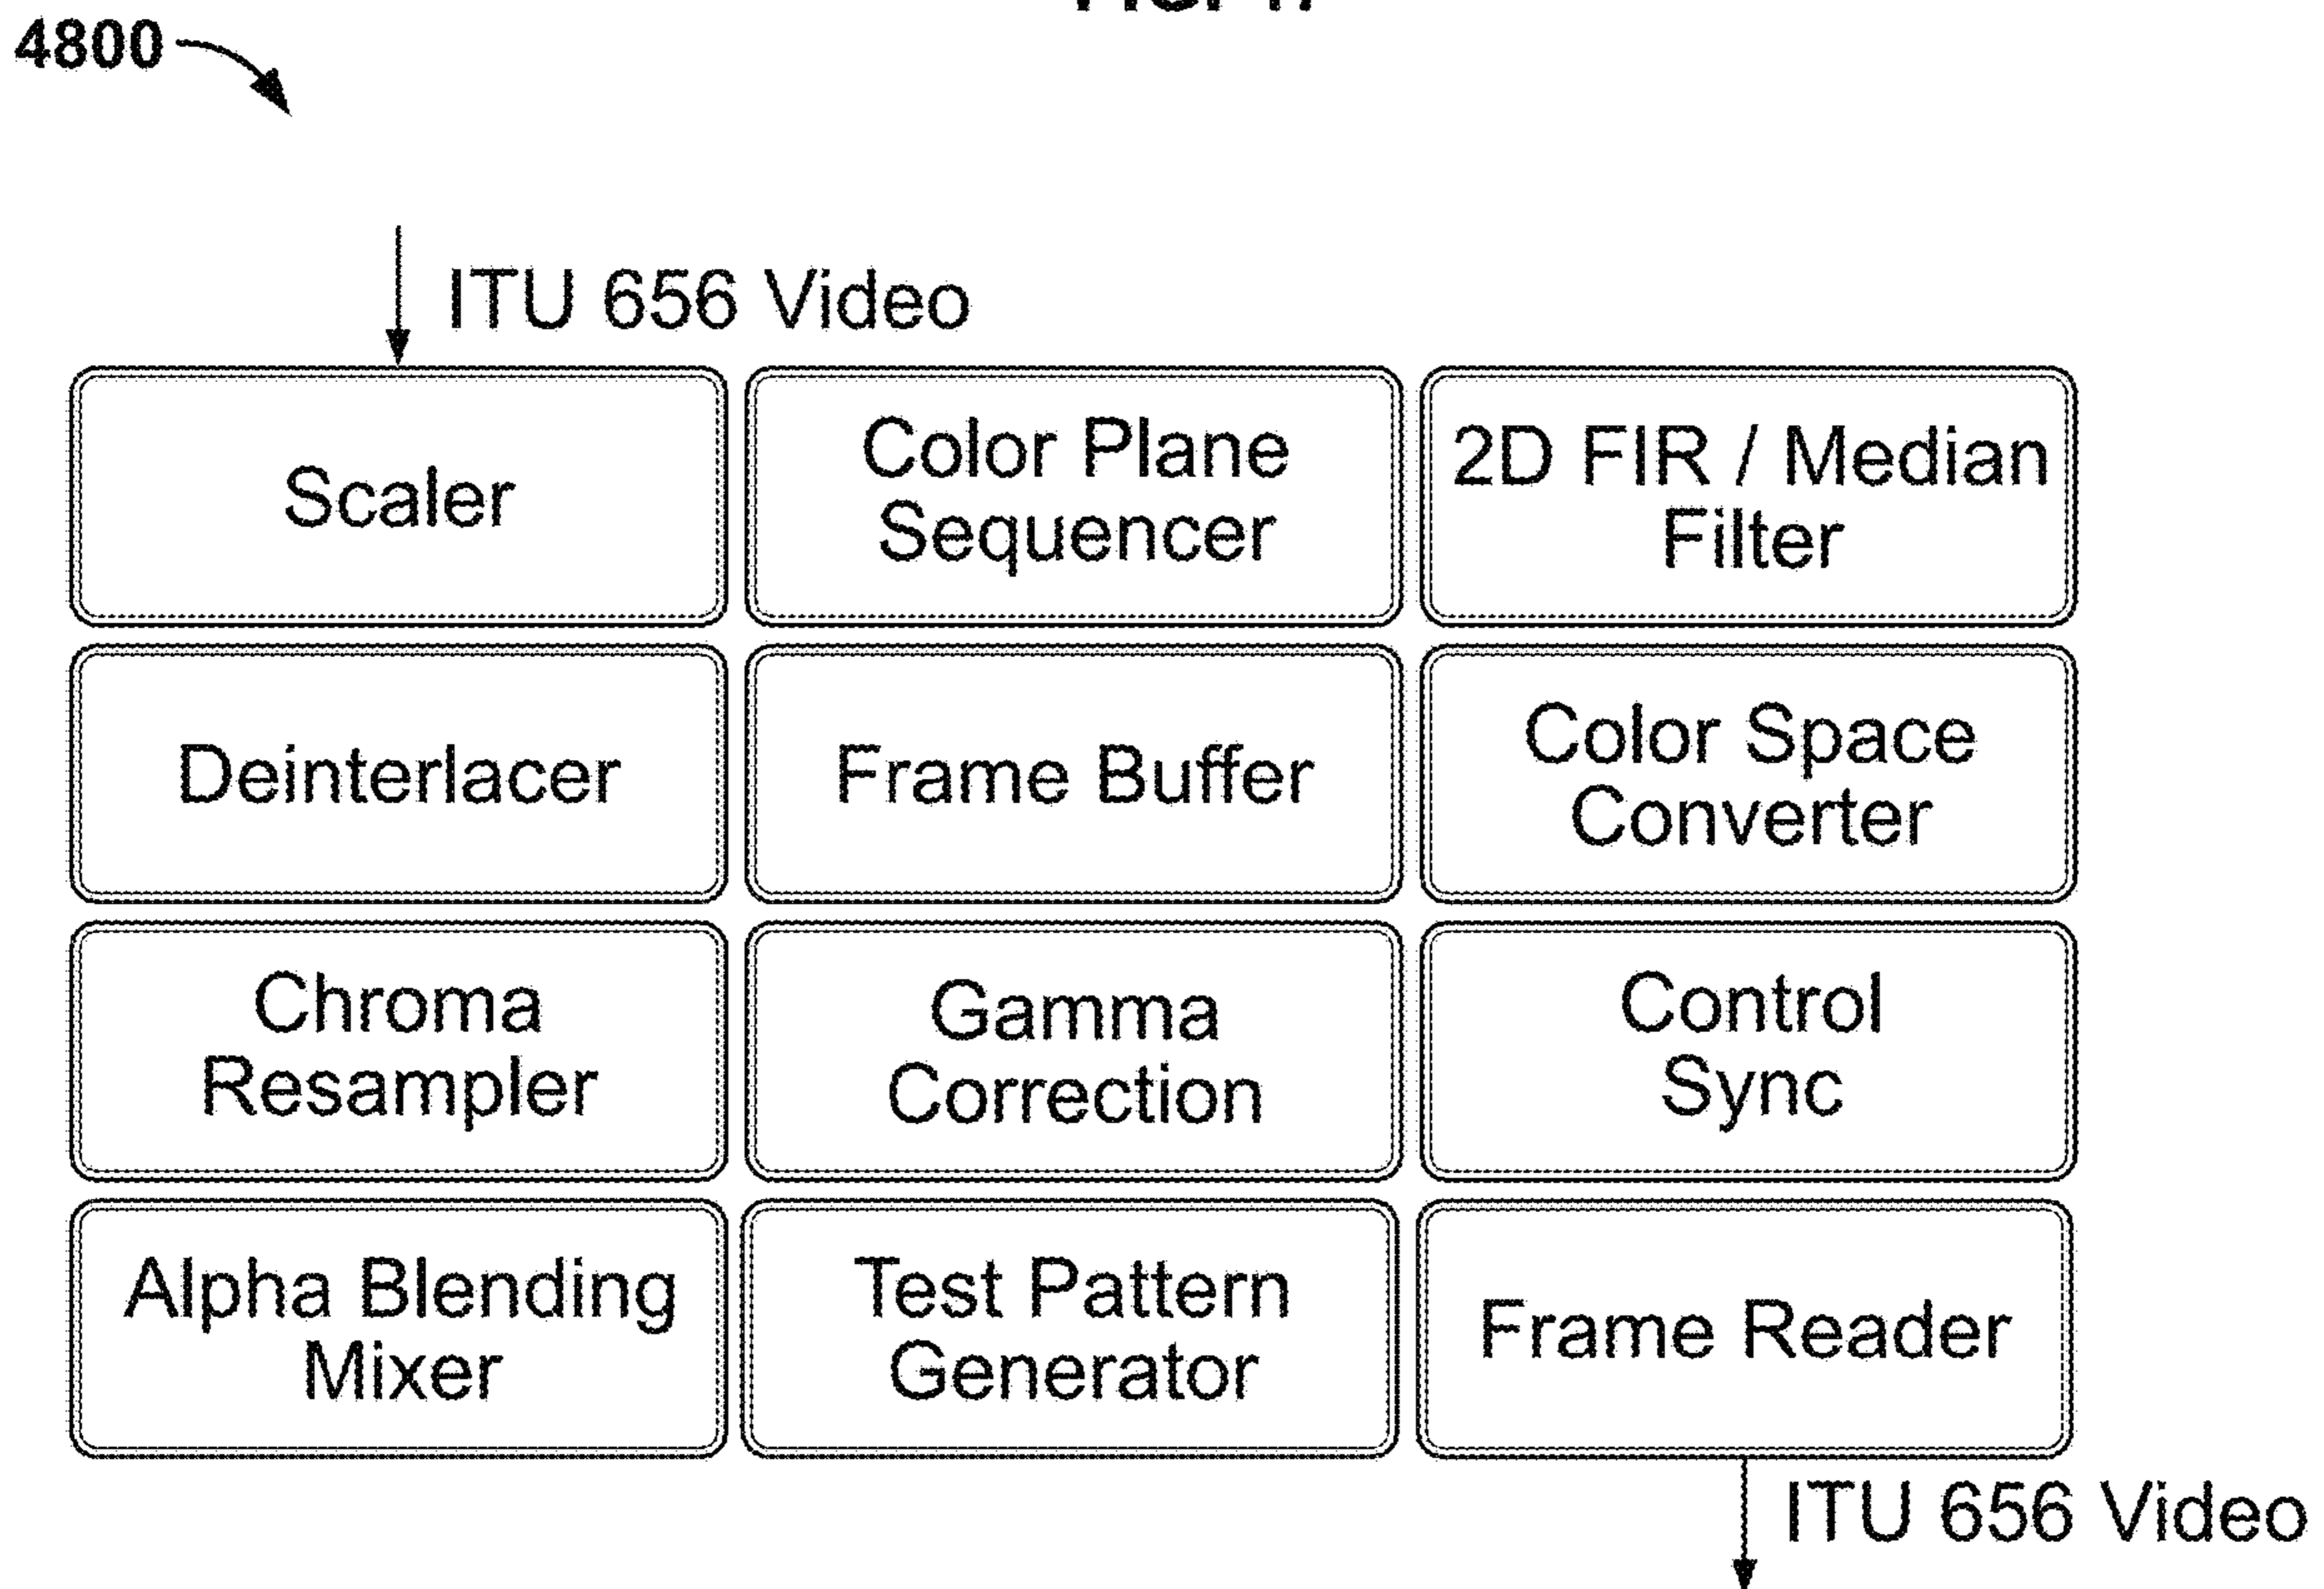 4800
ITU 656 Video
Scaler
Color Plane
Sequencer
2D FIR / Median
Filter
Deinterlacer
Frame Buffer
Color Space
Converter
Chroma
Resampler
Gamma
Correction
Control
Sync
Alpha Blending
Mixer
Test Pattern
Generator
Frame Reader
ITU 656 Video